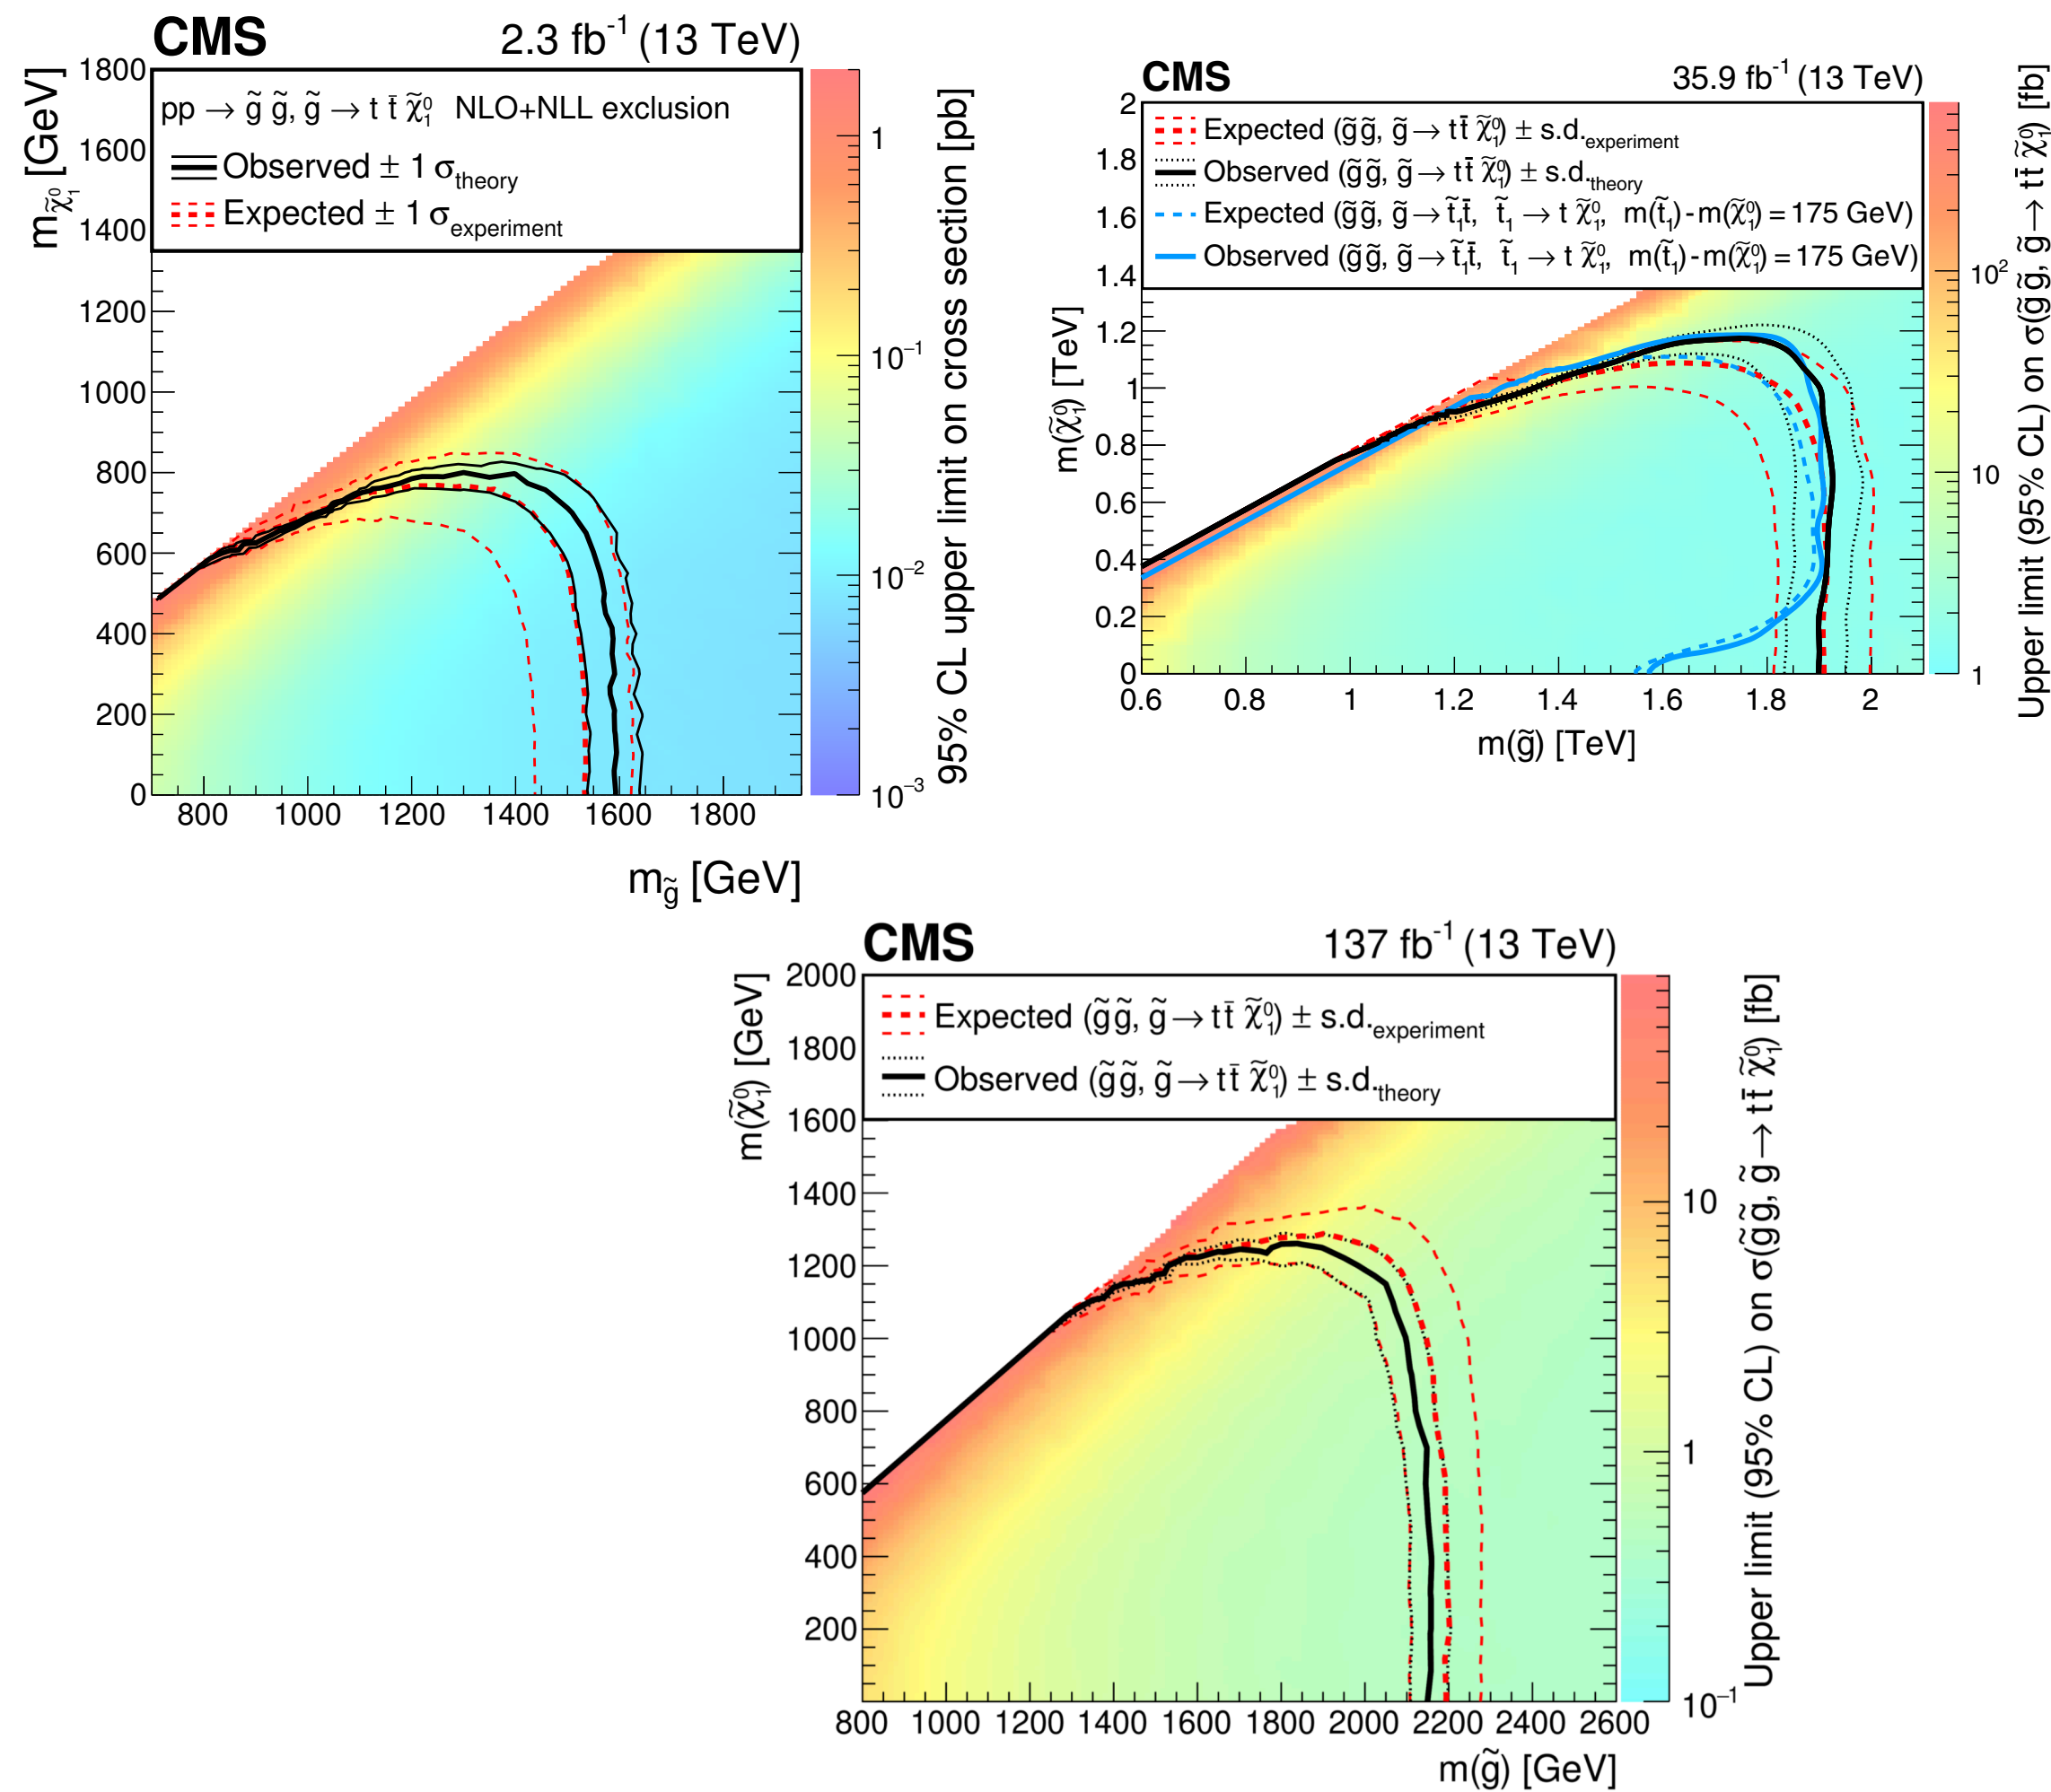 CMS 2.3 fb⁻¹ (13 TeV)
pp → g̃ g̃, g̃ → t t̄ χ̃⁰₁ NLO+NLL exclusion
Observed ± 1 σ_theory
Expected ± 1 σ_experiment
m_χ̃⁰₁ [GeV]
1800
1600
1400
1200
1000
800
600
400
200
0
800 1000 1200 1400 1600 1800
m_g̃ [GeV]
1
10⁻¹
10⁻²
10⁻³
95% CL upper limit on cross section [pb]
CMS 35.9 fb⁻¹ (13 TeV)
Expected (g̃g̃, g̃→ tt̄ χ̃⁰₁) ± s.d._experiment
Observed (g̃g̃, g̃→ tt̄ χ̃⁰₁) ± s.d._theory
Expected (g̃g̃, g̃→ t̃₁t̄, t̃₁ → t χ̃⁰₁, m(t̃₁) - m(χ̃⁰₁) = 175 GeV)
Observed (g̃g̃, g̃→ t̃₁t̄, t̃₁ → t χ̃⁰₁, m(t̃₁) - m(χ̃⁰₁) = 175 GeV)
m(χ̃⁰₁) [TeV]
2
1.8
1.6
1.4
1.2
1
0.8
0.6
0.4
0.2
0
0.6 0.8 1 1.2 1.4 1.6 1.8 2
m(g̃) [TeV]
10²
10
1
Upper limit (95% CL) on σ(g̃g̃, g̃→ tt̄ χ̃⁰₁) [fb]
CMS 137 fb⁻¹ (13 TeV)
Expected (g̃g̃, g̃→ tt̄ χ̃⁰₁) ± s.d._experiment
Observed (g̃g̃, g̃→ tt̄ χ̃⁰₁) ± s.d._theory
m(χ̃⁰₁) [GeV]
2000
1800
1600
1400
1200
1000
800
600
400
200
800 1000 1200 1400 1600 1800 2000 2200 2400 2600
m(g̃) [GeV]
10
1
10⁻¹
Upper limit (95% CL) on σ(g̃g̃, g̃→ tt̄ χ̃⁰₁) [fb]